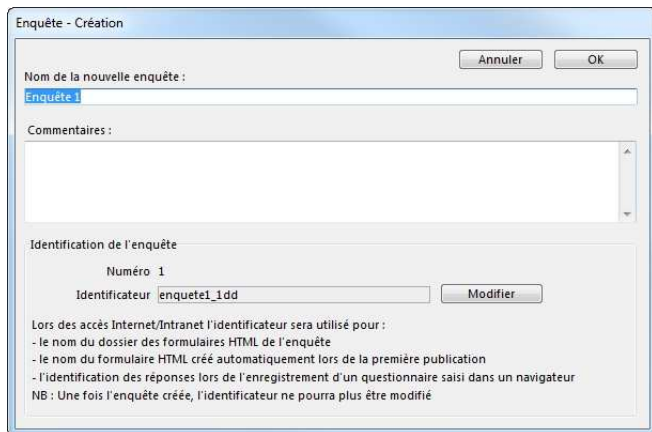 Enquête - Création
Annuler
OK
Nom de la nouvelle enquête :
Enquête 1
Commentaires :
Identification de l'enquête
Numéro 1
Identificateur enquete1_1dd
Modifier
Lors des accès Internet/Intranet l'identificateur sera utilisé pour :
- le nom du dossier des formulaires HTML de l'enquête
- le nom du formulaire HTML créé automatiquement lors de la première publication
- l'identification des réponses lors de l'enregistrement d'un questionnaire saisi dans un navigateur
NB : Une fois l'enquête créée, l'identificateur ne pourra plus être modifié